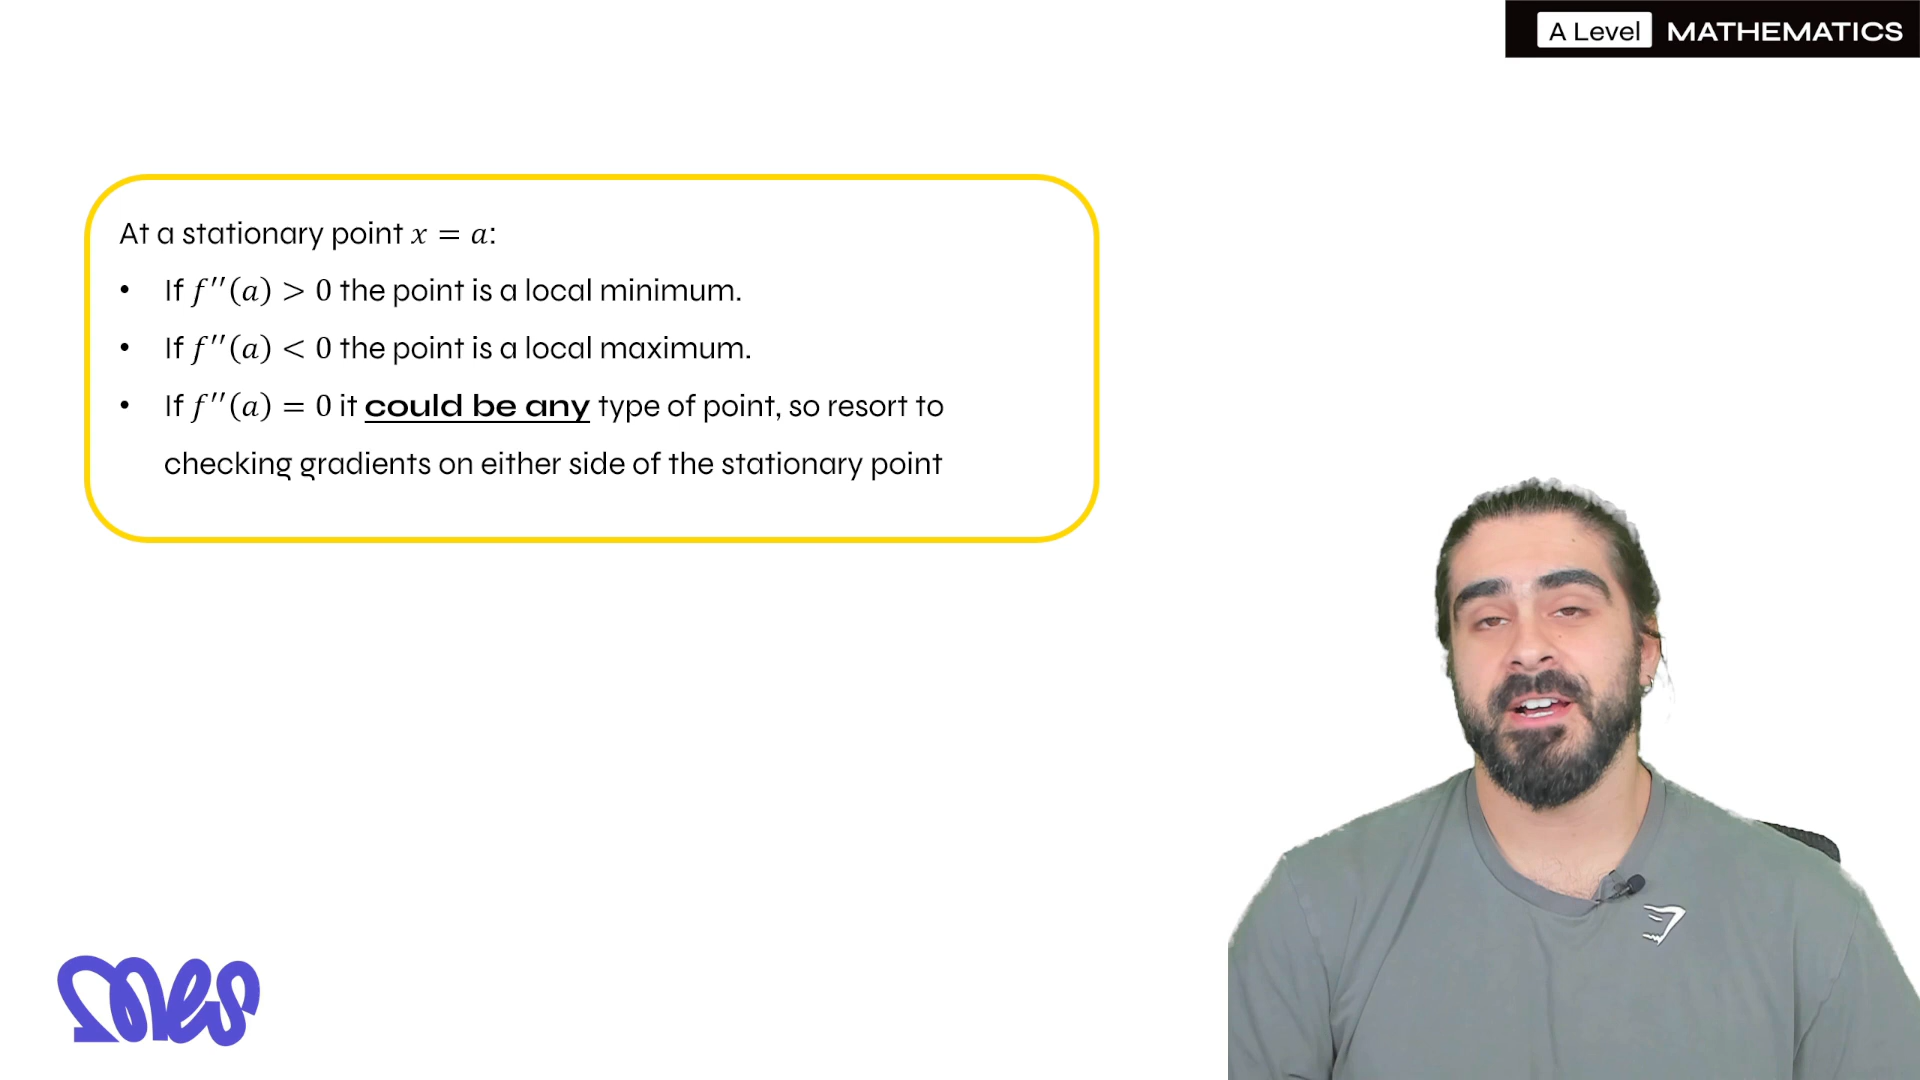 A Level MATHEMATICS
At a stationary point x = a:
• If f′′(a) > 0 the point is a local minimum.
• If f′′(a) < 0 the point is a local maximum.
• If f′′(a) = 0 it could be any type of point, so resort to
checking gradients on either side of the stationary point
mes